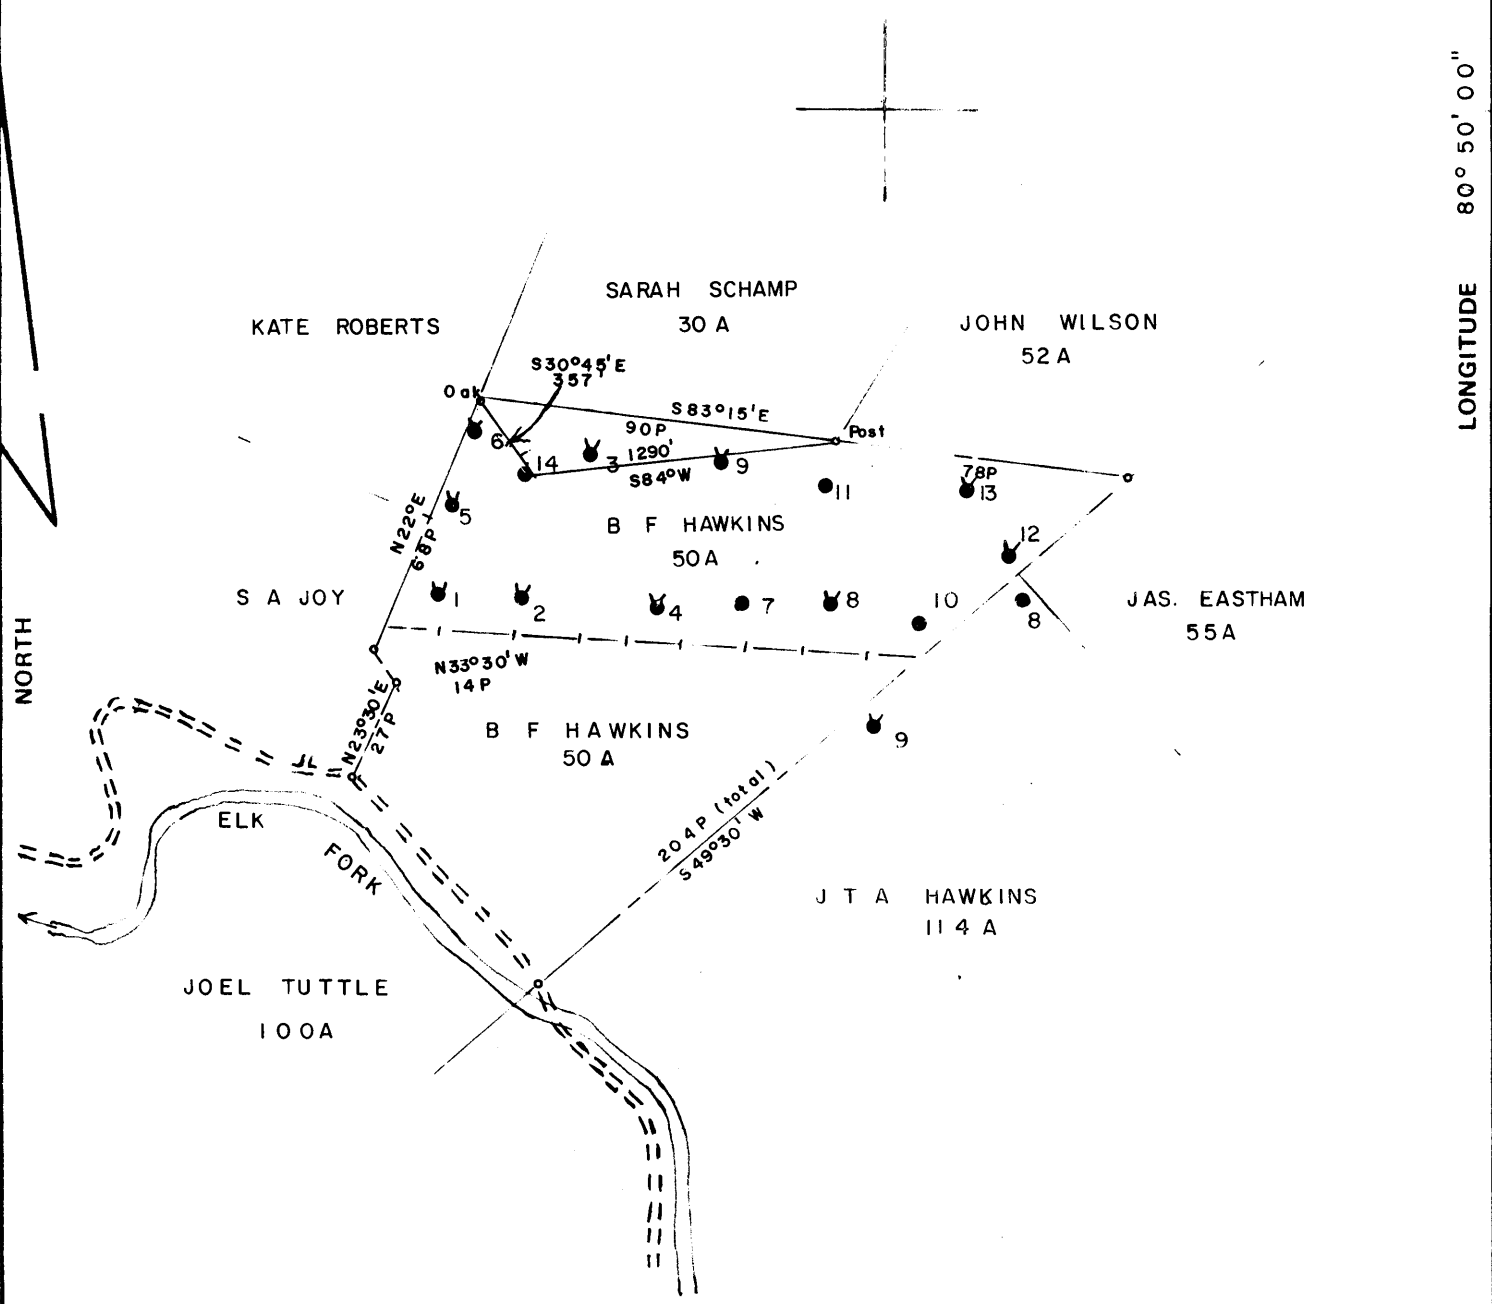 LONGITUDE 80° 50' 00"
SARAH SCHAMP
30 A
KATE ROBERTS
JOHN WILSON
52 A
S30°45'E
357'
Oak
S83°15'E
90P
Post
6
14
3
1290'
S84°W
9
11
78P
13
N22°E
68P
5
B F HAWKINS
50 A
12
S A JOY
1
2
4
7
8
10
8
JAS. EASTHAM
55 A
NORTH
N33°30'W
14 P
N23°30'E
27P
B F HAWKINS
50 A
9
204P (total)
S49°30'W
ELK
FORK
J T A HAWKINS
114 A
JOEL TUTTLE
100A